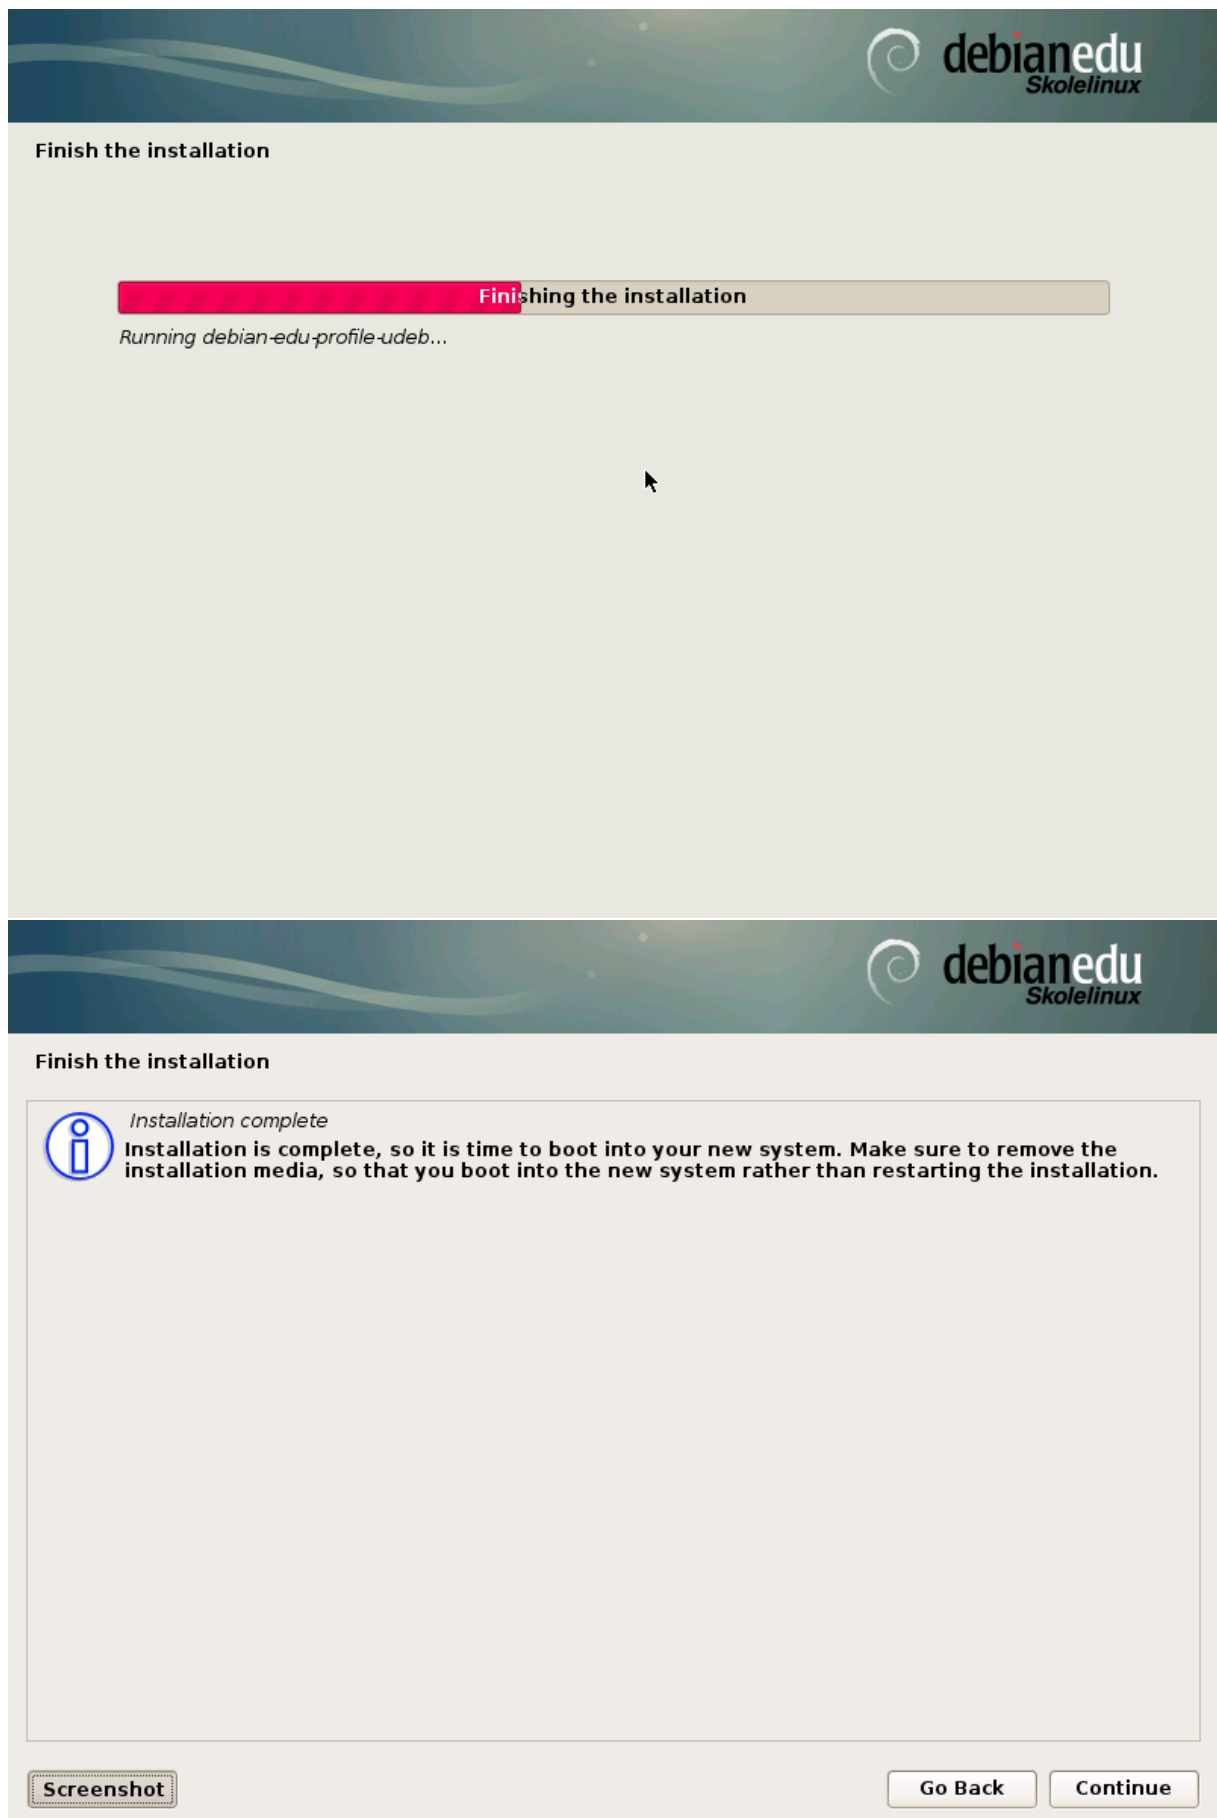 debianedu
Skolelinux
Finish the installation
Finishing the installation
Running debian-edu-profile-udeb...
debianedu
Skolelinux
Finish the installation
Installation complete
Installation is complete, so it is time to boot into your new system. Make sure to remove the
installation media, so that you boot into the new system rather than restarting the installation.
Screenshot
Go Back
Continue